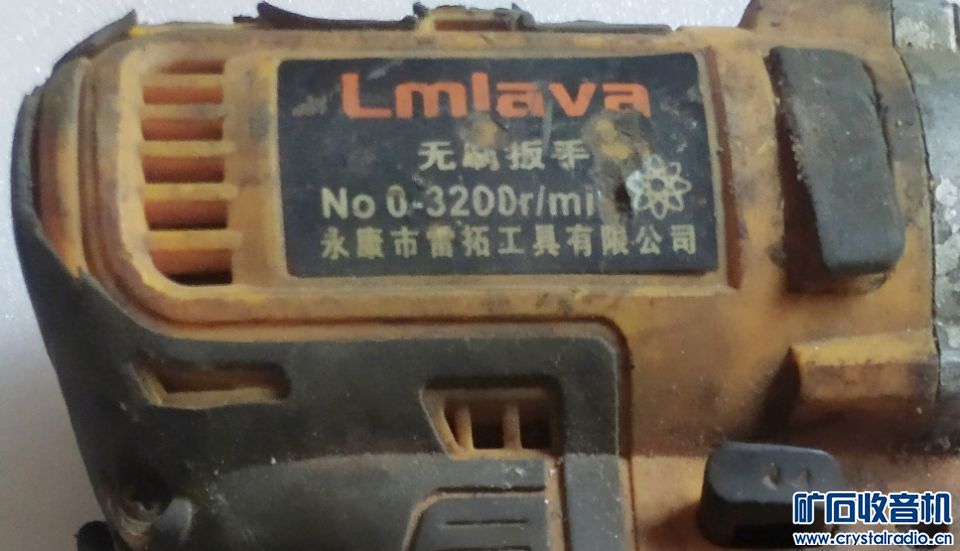 Lmlava
无刷扳手
No 0-3200r/mi
永康市雷拓工具有限公司
矿石收音机
www.crystalradio.cn